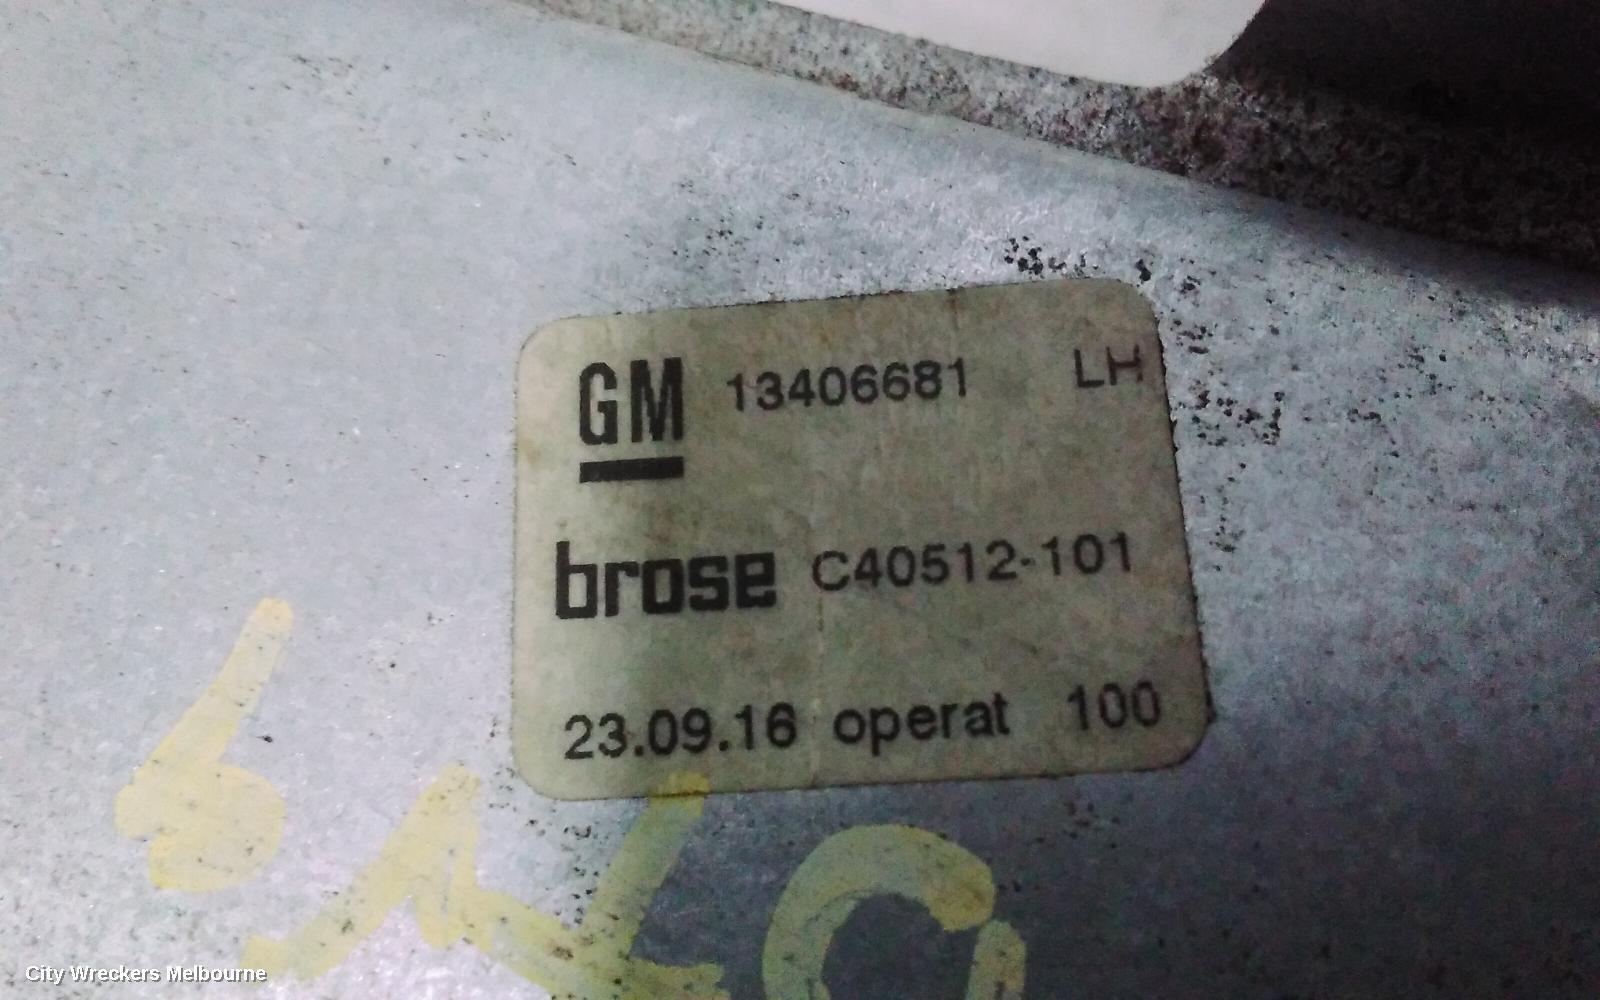 GM 13406681 LH
brose C40512-101
23.09.16 operat 100
City Wreckers Melbourne